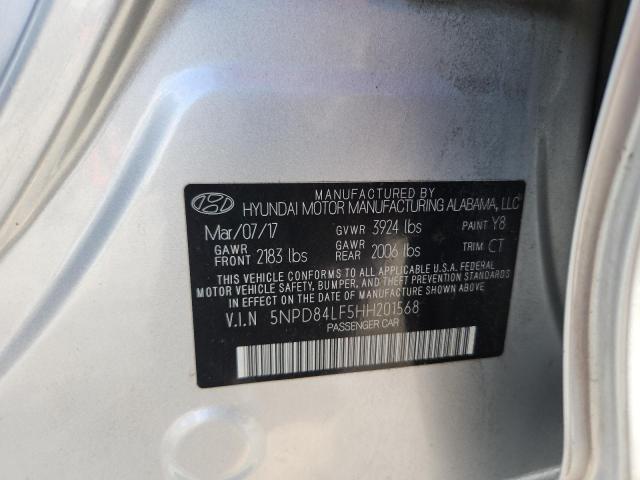 MANUFACTURED BY
HYUNDAI MOTOR MANUFACTURING ALABAMA, LLC
Mar/07/17 GVWR 3924 lbs PAINT Y8
GAWR FRONT 2183 lbs GAWR REAR 2006 lbs TRIM CT
THIS VEHICLE CONFORMS TO ALL APPLICABLE U.S.A. FEDERAL
MOTOR VEHICLE SAFETY, BUMPER, AND THEFT PREVENTION STANDARDS
IN EFFECT ON THE DATE OF MANUFACTURE SHOWN ABOVE.
V.I.N 5NPD84LF5HH201568
PASSENGER CAR